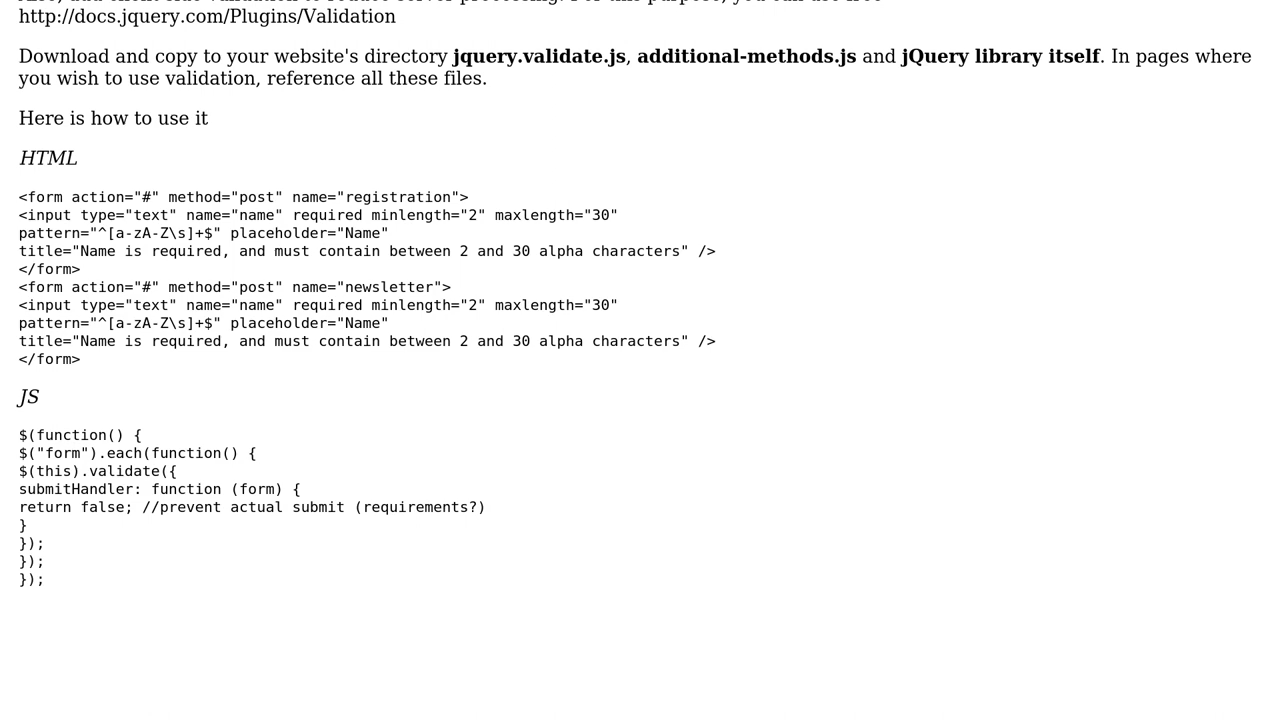 http://docs.jquery.com/Plugins/Validation
Download and copy to your website's directory jquery.validate.js, additional-methods.js and jQuery library itself. In pages where
you wish to use validation, reference all these files.
Here is how to use it
HTML
<form action="#" method="post" name="registration">
<input type="text" name="name" required minlength="2" maxlength="30"
pattern="^[a-zA-Z\s]+$" placeholder="Name"
title="Name is required, and must contain between 2 and 30 alpha characters" />
</form>
<form action="#" method="post" name="newsletter">
<input type="text" name="name" required minlength="2" maxlength="30"
pattern="^[a-zA-Z\s]+$" placeholder="Name"
title="Name is required, and must contain between 2 and 30 alpha characters" />
</form>
JS
$(function() {
$("form").each(function() {
$(this).validate({
submitHandler: function (form) {
return false; //prevent actual submit (requirements?)
}
});
});
});